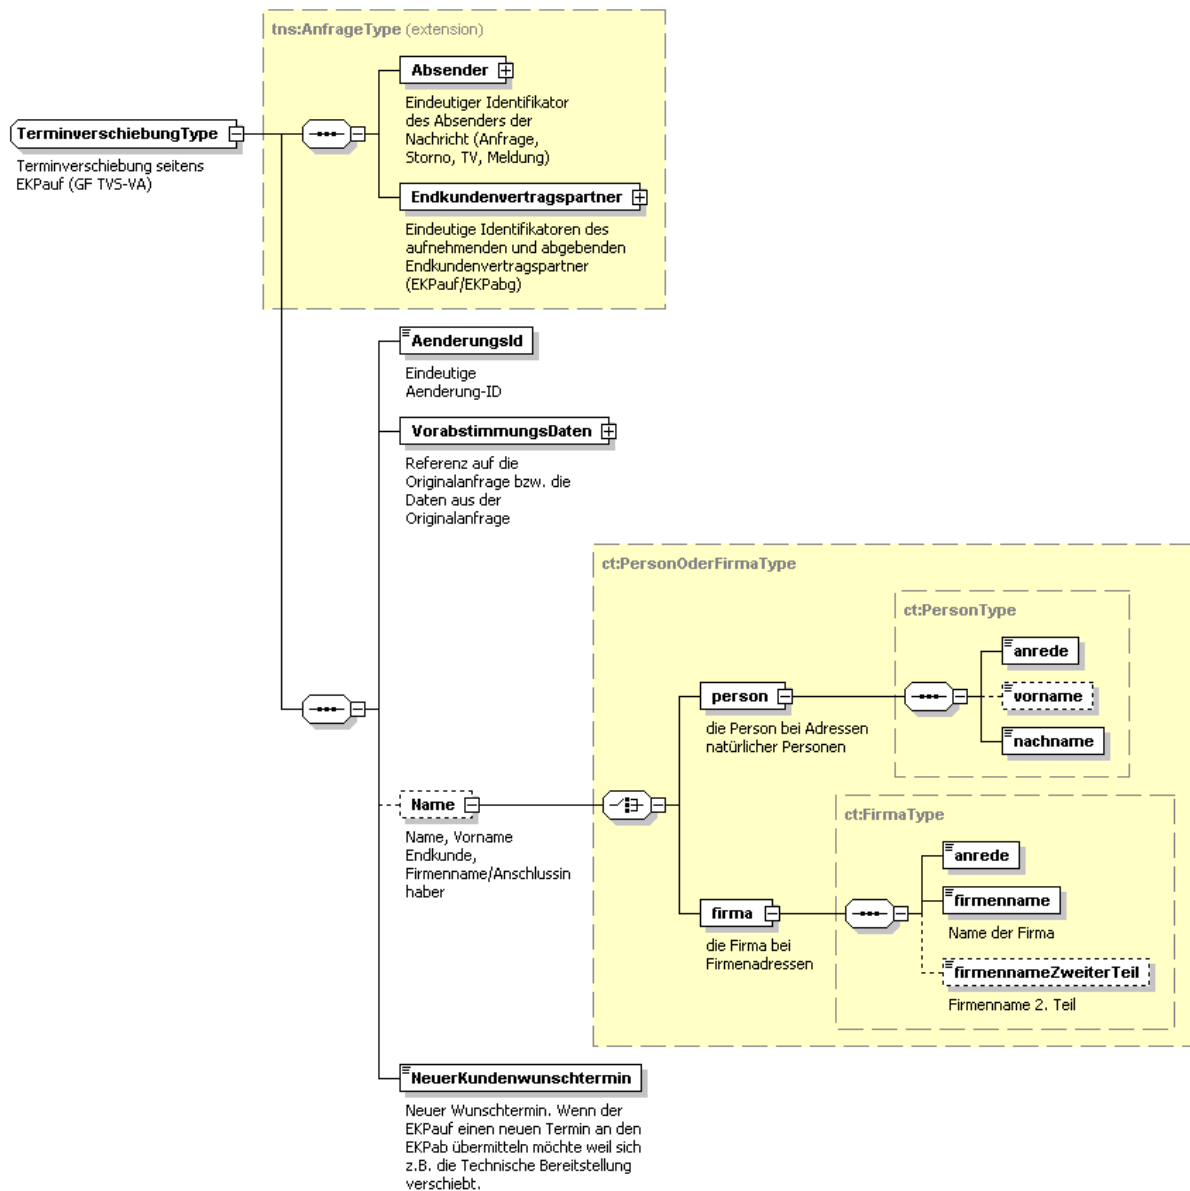 tns:AnfrageType (extension)
Absender
Eindeutiger Identifikator
des Absenders der
Nachricht (Anfrage,
Storno, TV, Meldung)
TerminverschiebungType
Terminverschiebung seitens
EKPauf (GF TVS-VA)
Endkundenvertragspartner
Eindeutige Identifikatoren des
aufnehmenden und abgebenden
Endkundenvertragspartner
(EKPauf/EKPabg)
AenderungsId
Eindeutige
Aenderung-ID
VorabstimmungsDaten
Referenz auf die
Originalanfrage bzw. die
Daten aus der
Originalanfrage
ct:PersonOderFirmaType
ct:PersonType
anrede
person
vorname
die Person bei Adressen
natürlicher Personen
nachname
Name
Name, Vorname
Endkunde,
Firmenname/Anschlussin
haber
ct:FirmaType
anrede
firmenname
Name der Firma
firma
die Firma bei
Firmenadressen
firmennameZweiterTeil
Firmenname 2. Teil
NeuerKundenwunschtermin
Neuer Wunschtermin. Wenn der
EKPauf einen neuen Termin an den
EKPab übermitteln möchte weil sich
z.B. die Technische Bereitstellung
verschiebt.